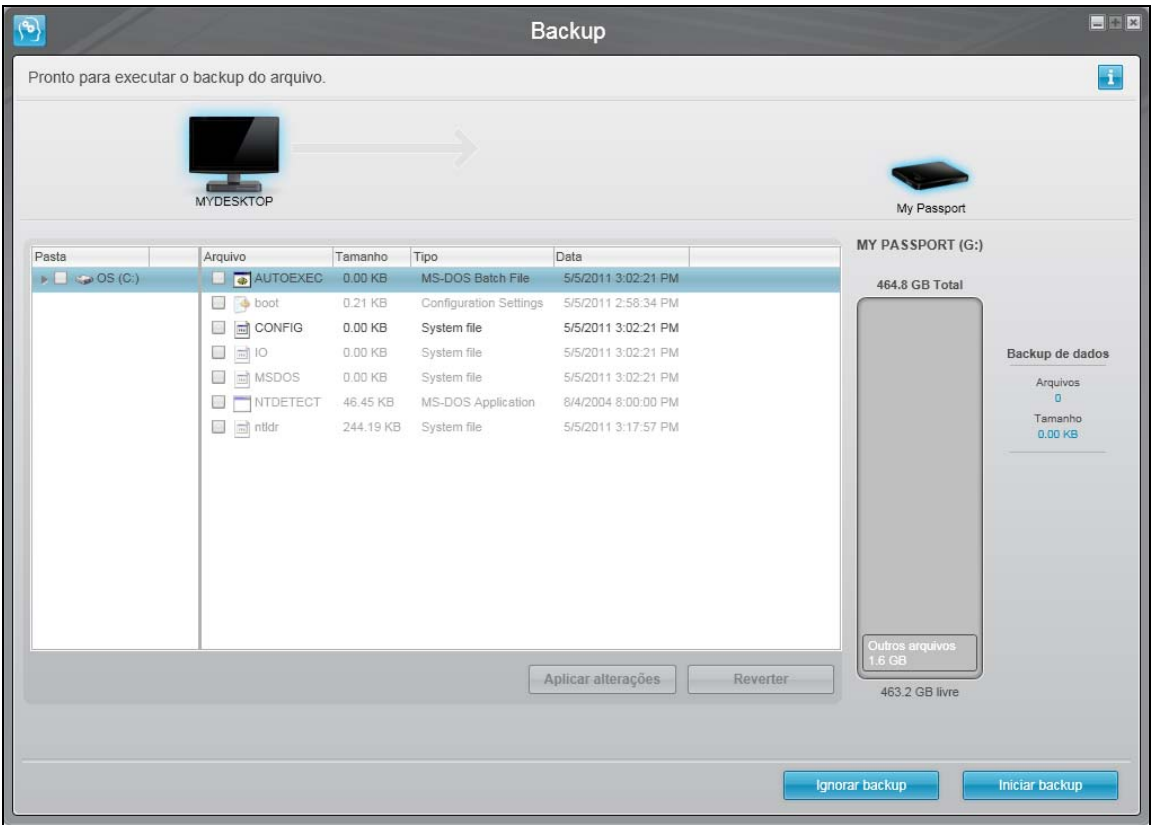 Backup
Pronto para executar o backup do arquivo.
MYDESKTOP
My Passport
Pasta Arquivo Tamanho Tipo Data
OS (C:) AUTOEXEC 0.00 KB MS-DOS Batch File 5/5/2011 3:02:21 PM
boot 0.21 KB Configuration Settings 5/5/2011 2:58:34 PM
CONFIG 0.00 KB System file 5/5/2011 3:02:21 PM
IO 0.00 KB System file 5/5/2011 3:02:21 PM
MSDOS 0.00 KB System file 5/5/2011 3:02:21 PM
NTDETECT 46.45 KB MS-DOS Application 8/4/2004 8:00:00 PM
ntldr 244.19 KB System file 5/5/2011 3:17:57 PM
Aplicar alterações Reverter
MY PASSPORT (G:)
464.8 GB Total
Outros arquivos
1.6 GB
463.2 GB livre
Backup de dados
Arquivos
0
Tamanho
0.00 KB
Ignorar backup Iniciar backup